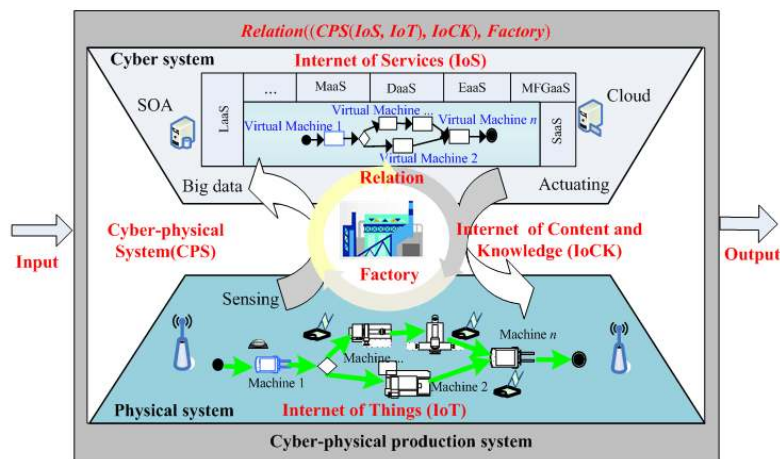 Relation((CPS(IoS, IoT), IoCK), Factory)
Cyber system
Internet of Services (IoS)
... MaaS DaaS EaaS MFGaaS
SOA
LaaS
Virtual Machine 1
Virtual Machine ...
Virtual Machine n
Virtual Machine 2
SaaS
Cloud
Big data
Relation
Actuating
Input
Cyber-physical
System(CPS)
Internet of Content and
Knowledge (IoCK)
Output
Factory
Sensing
Machine 1
Machine ...
Machine 2
Machine n
Physical system
Internet of Things (IoT)
Cyber-physical production system